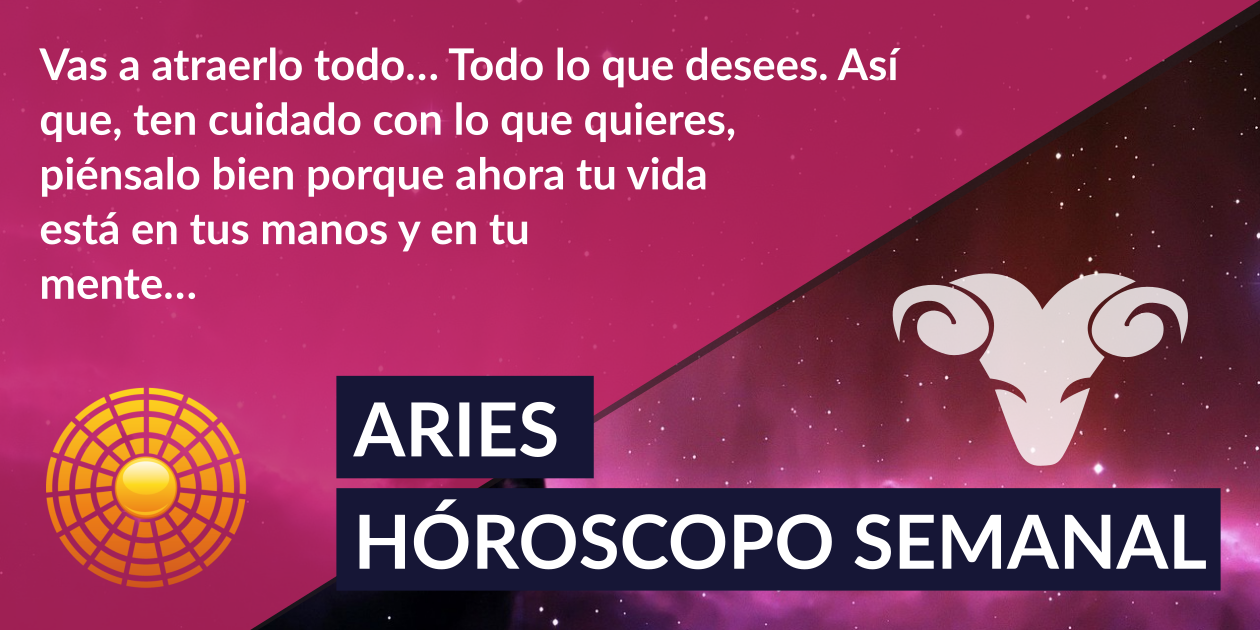 Vas a atraerlo todo... Todo lo que desees. Así
que, ten cuidado con lo que quieres,
piénsalo bien porque ahora tu vida
está en tus manos y en tu
mente...
ARIES
HÓROSCOPO SEMANAL